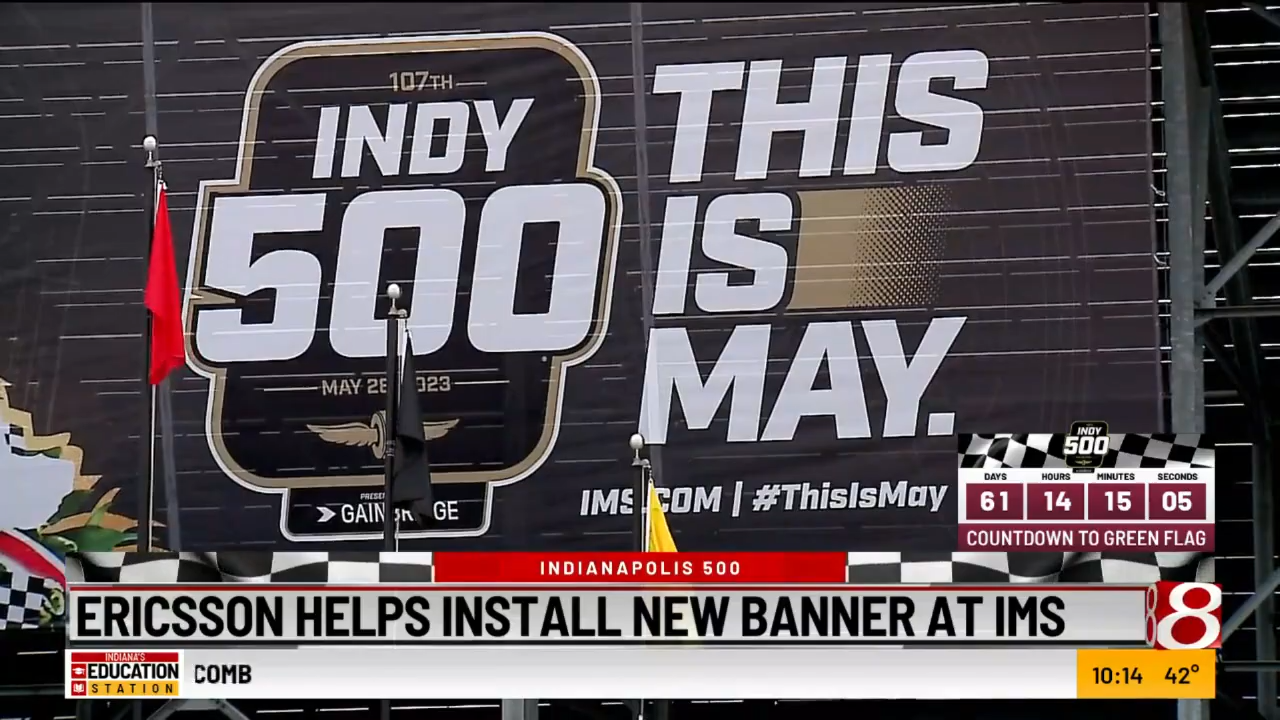 107TH
INDY
500
MAY 28 2023
PRESE
GAINBRIDGE
THIS
IS
MAY.
IMS.COM | #ThisIsMay
INDY
500
DAYS HOURS MINUTES SECONDS
61 14 15 05
COUNTDOWN TO GREEN FLAG
INDIANAPOLIS 500
ERICSSON HELPS INSTALL NEW BANNER AT IMS
8
INDIANA'S
EDUCATION
STATION
COMB
10:14 42°